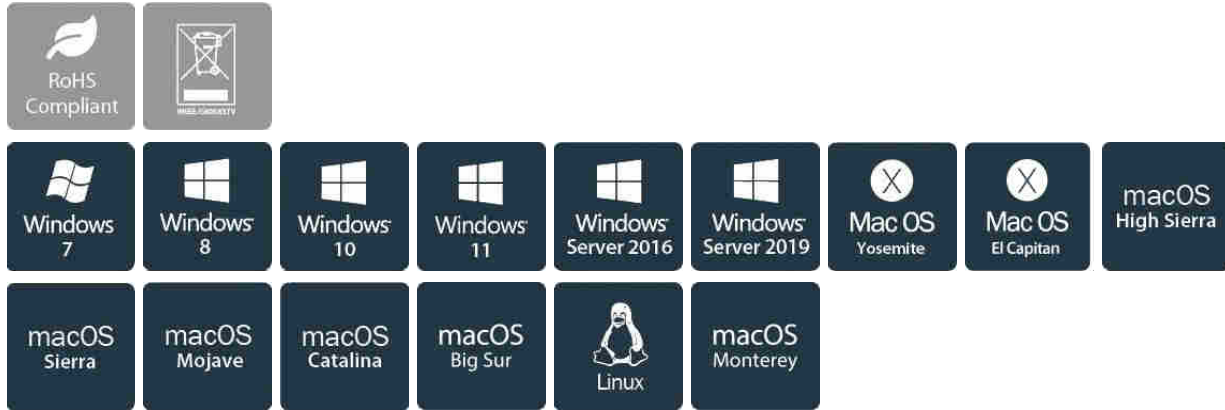 RoHS
Compliant
Windows
7
Windows
8
Windows
10
Windows
11
Windows
Server 2016
Windows
Server 2019
X
Mac OS
Yosemite
X
Mac OS
El Capitan
macOS
High Sierra
macOS
Sierra
macOS
Mojave
macOS
Catalina
macOS
Big Sur
Linux
macOS
Monterey